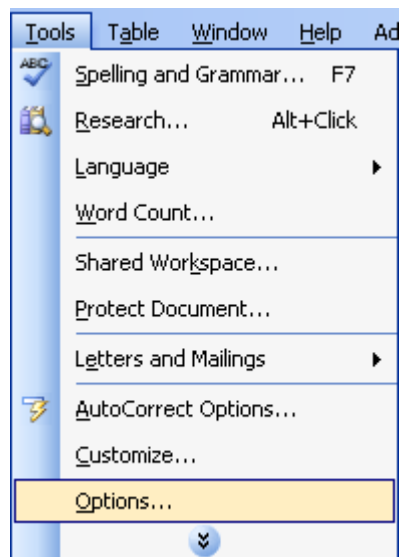 Tools Table Window Help Ad
ABC Spelling and Grammar... F7
Research... Alt+Click
Language
Word Count...
Shared Workspace...
Protect Document...
Letters and Mailings
AutoCorrect Options...
Customize...
Options...